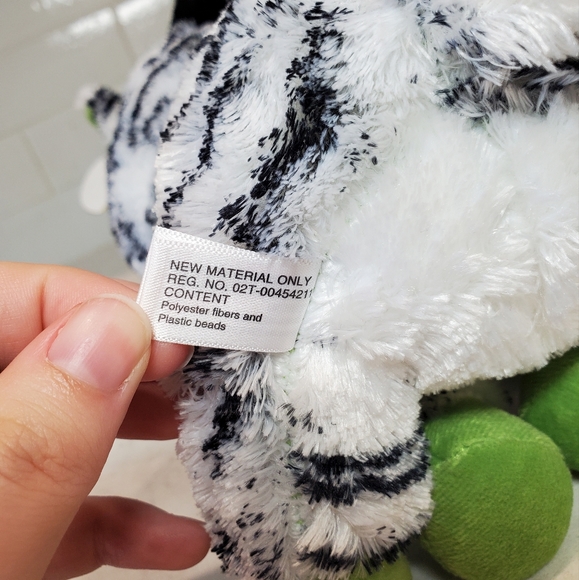 NEW MATERIAL ONLY
REG. NO. 02T-0045421
CONTENT
Polyester fibers and
Plastic beads